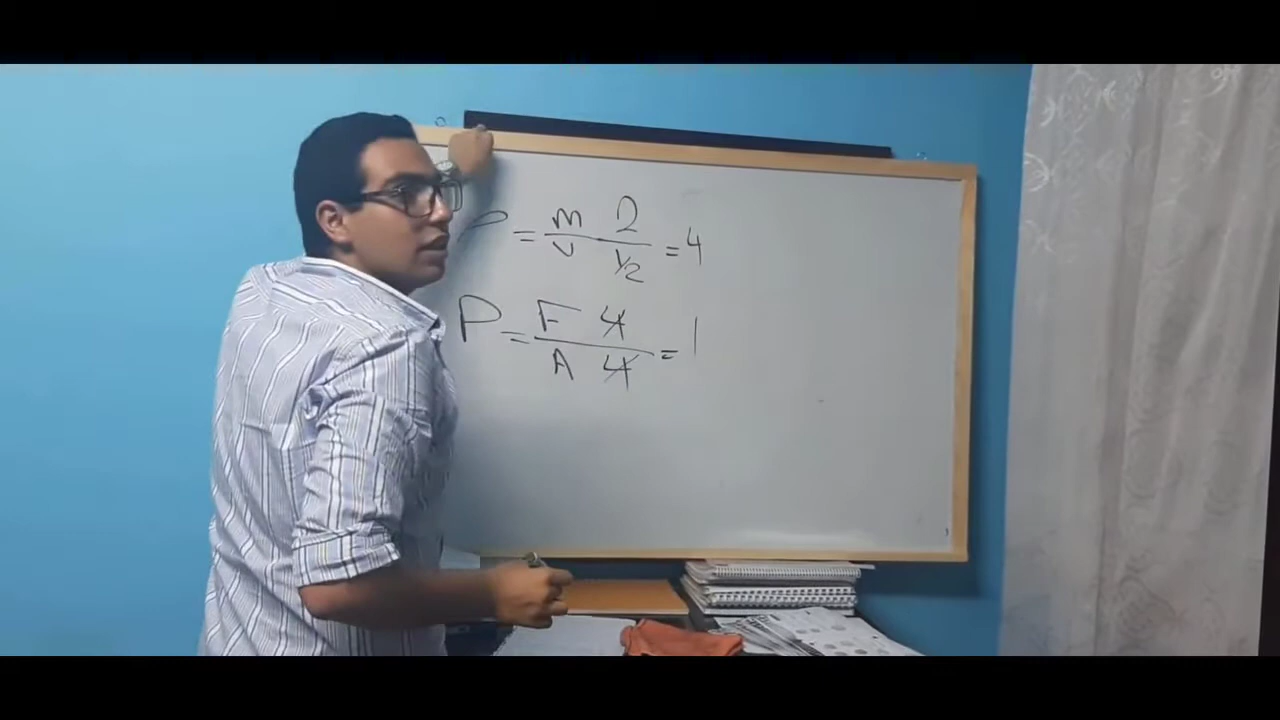 ρ = m/V 2/½ = 4
P = F/A 4/4 = 1